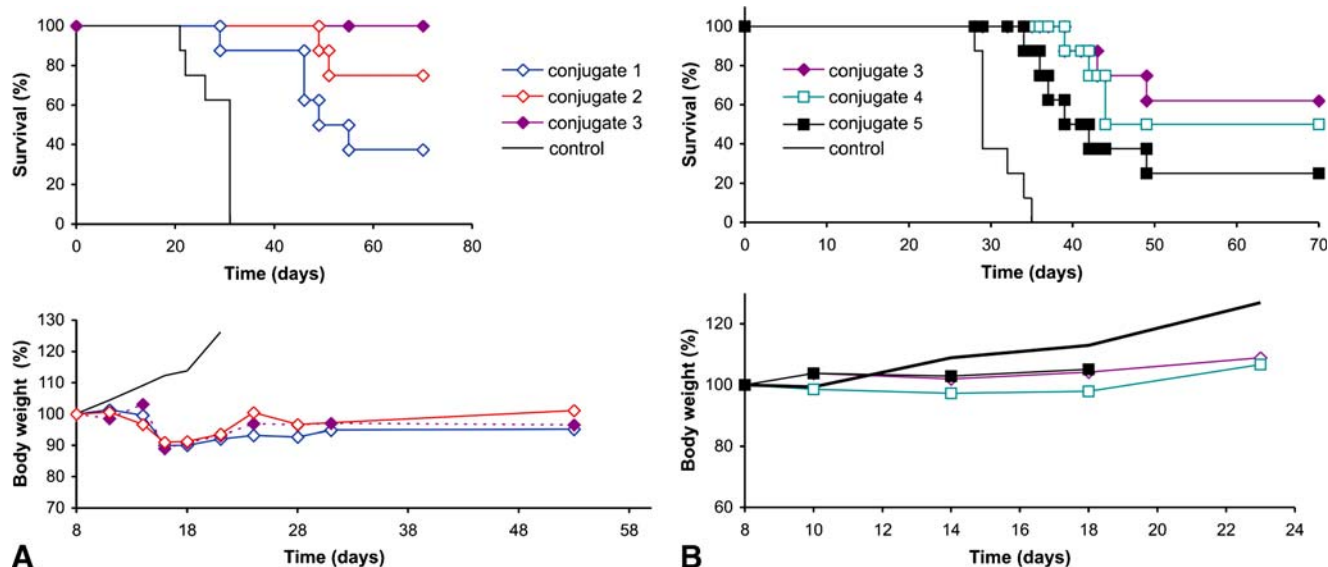 100
80
60
40
20
0
Survival (%)
0 20 40 60 80
Time (days)
conjugate 1
conjugate 2
conjugate 3
control
100
80
60
40
20
0
Survival (%)
0 10 20 30 40 50 60 70
Time (days)
conjugate 3
conjugate 4
conjugate 5
control
130
120
110
100
90
80
70
Body weight (%)
8 18 28 38 48 58
Time (days)
A
120
100
80
60
Body weight (%)
8 10 12 14 16 18 20 22 24
Time (days)
B